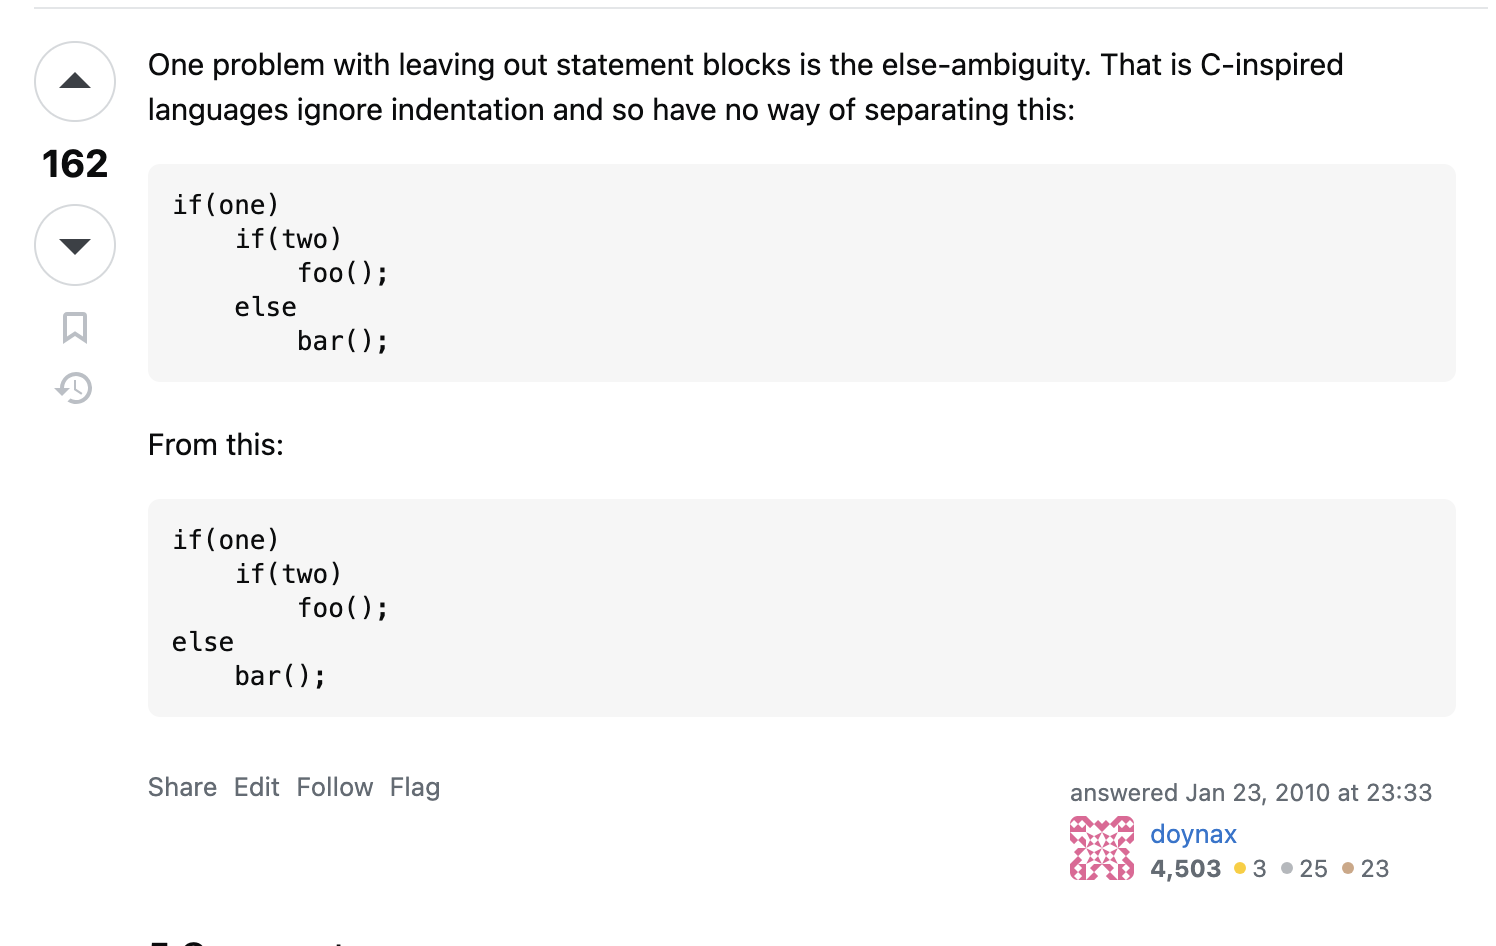 One problem with leaving out statement blocks is the else-ambiguity. That is C-inspired
languages ignore indentation and so have no way of separating this:
162
if(one)
    if(two)
        foo();
    else
        bar();
From this:
if(one)
    if(two)
        foo();
else
    bar();
Share Edit Follow Flag
answered Jan 23, 2010 at 23:33
doynax
4,503 3 25 23